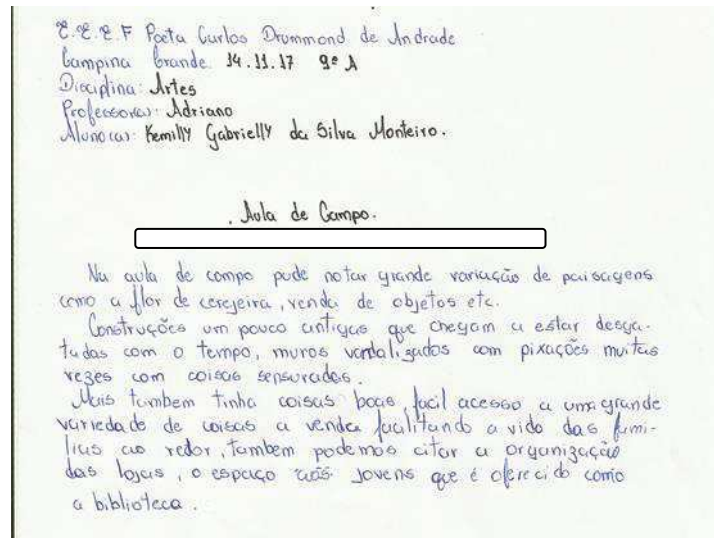 E.E.E.F Poeta Carlos Drummond de Andrade
Campina Grande 14.11.17 9º A
Disciplina: Artes
Professor(a): Adriano
Aluno(a): Kemilly Gabrielly da Silva Monteiro.
. Aula de Campo.
Na aula de campo pude notar grande variação de paisagens
como a flor de cerejeira, venda de objetos etc.
Construções um pouco antigas que chegam a estar desga-
tadas com o tempo, muros vandalizados com pixações muitas
vezes com coisas sensuradas.
Mais tambem tinha coisas boas, facil acesso a uma grande
variedade de coisas a venda facilitando a vida das famí-
lias ao redor, tambem podemos citar a organização
das lojas, o espaço aos jovens que é oferecido como
a biblioteca.